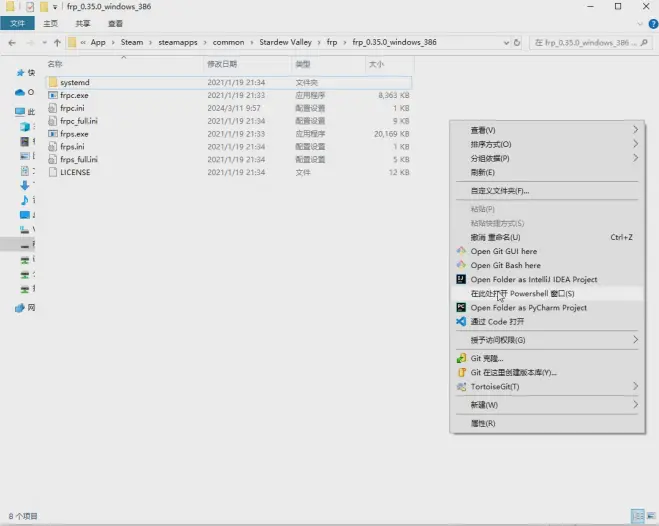 frp_0.35.0_windows_386
文件 主页 共享 查看
« App › Steam › steamapps › common › Stardew Valley › frp › frp_0.35.0_windows_386
在 frp_0.35.0_windows_386 ...
名称 修改日期 类型 大小
systemd 2021/1/19 21:34 文件夹
frpc.exe 2021/1/19 21:33 应用程序 8,363 KB
frpc.ini 2024/3/11 9:57 配置设置 1 KB
frpc_full.ini 2021/1/19 21:34 配置设置 9 KB
frps.exe 2021/1/19 21:33 应用程序 20,169 KB
frps.ini 2021/1/19 21:34 配置设置 1 KB
frps_full.ini 2021/1/19 21:34 配置设置 5 KB
LICENSE 2021/1/19 21:34 文件 12 KB
快
O
此
网
查看(V)
排序方式(O)
分组依据(P)
刷新(E)
自定义文件夹(F)...
粘贴(P)
粘贴快捷方式(S)
撤消 重命名(U) Ctrl+Z
Open Git GUI here
Open Git Bash here
Open Folder as IntelliJ IDEA Project
在此处打开 Powershell 窗口(S)
Open Folder as PyCharm Project
通过 Code 打开
授予访问权限(G)
Git 克隆...
Git 在这里创建版本库(Y)...
TortoiseGit(T)
新建(W)
属性(R)
8 个项目